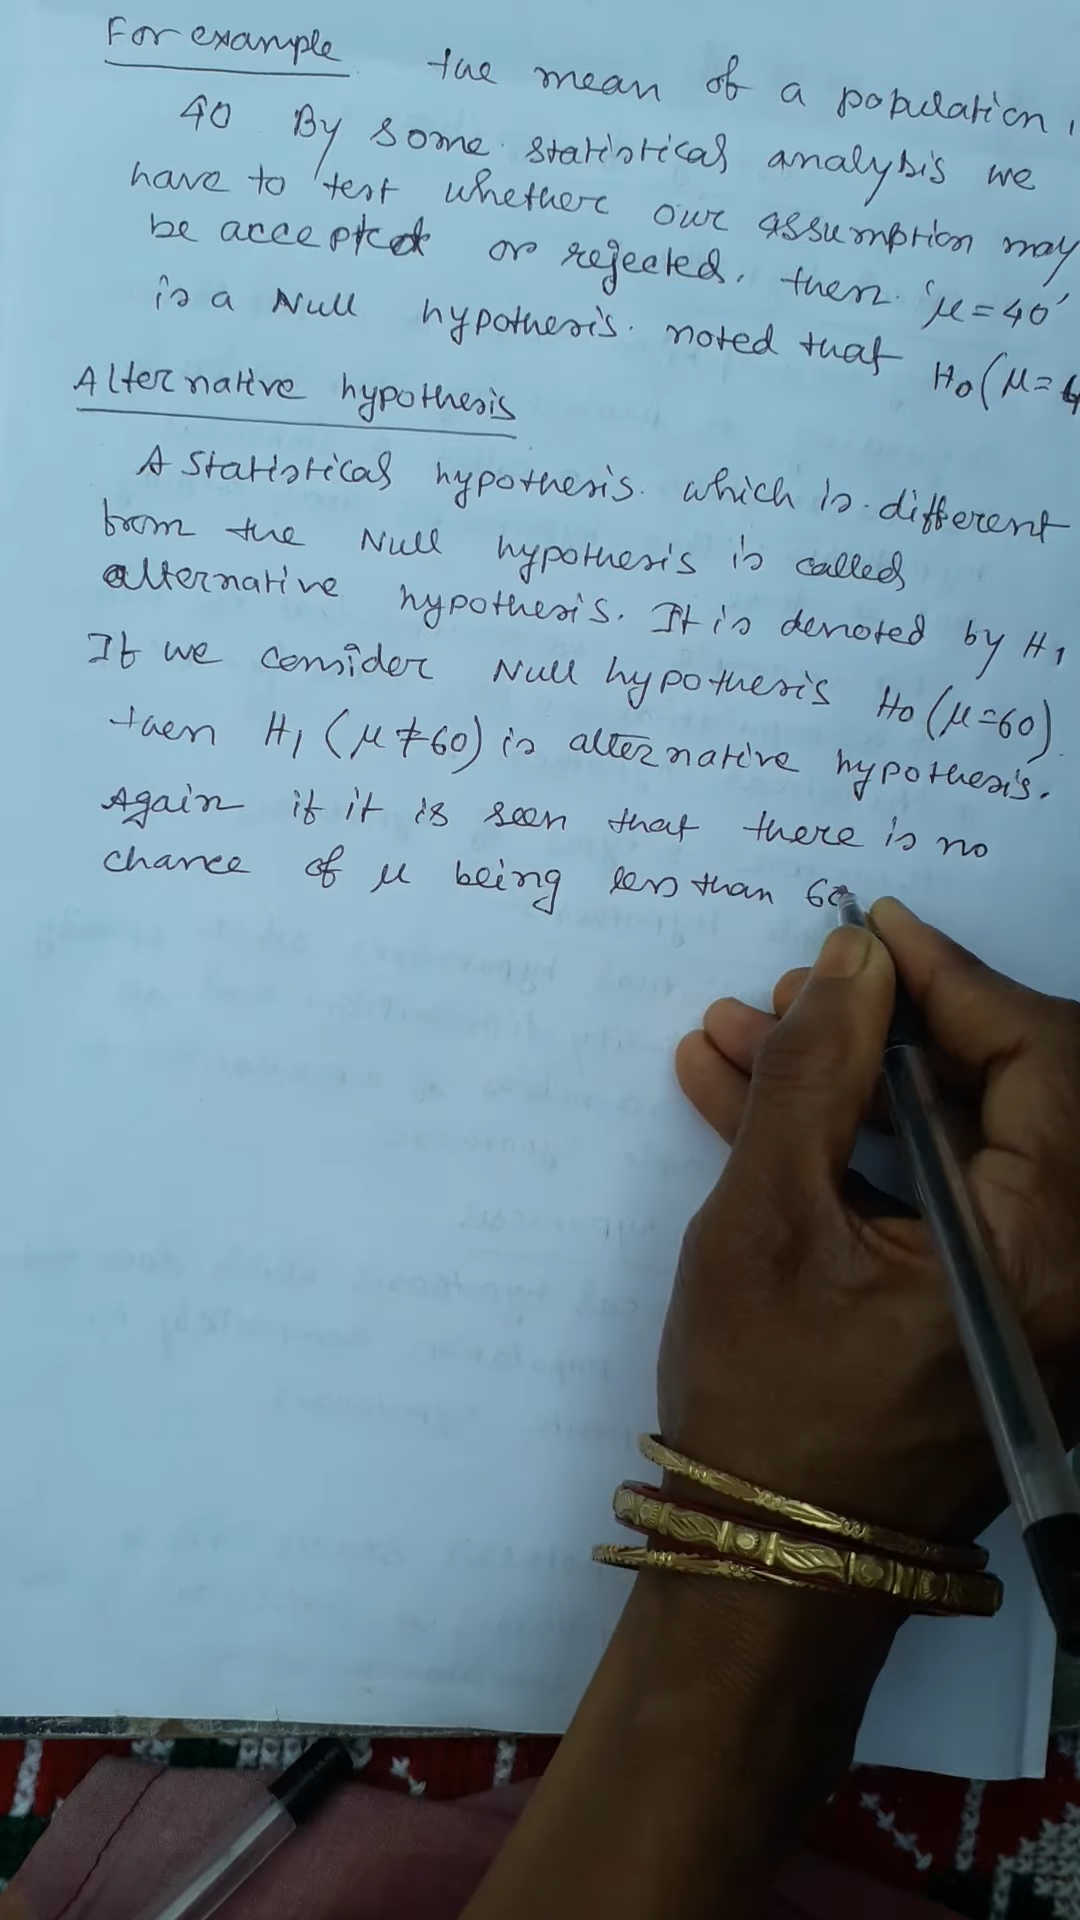 For example the mean of a population
40 By some statistical analysis we
have to test whether our assumption may
be accepted or rejected. then 'μ=40'
is a Null hypothesis. noted that H₀(μ=4
Alternative hypothesis
A Statistical hypothesis which is different
from the Null hypothesis is called
alternative hypothesis. It is denoted by H₁
If we consider Null hypothesis H₀ (μ=60).
then H₁ (μ≠60) is alternative hypothesis.
Again if it is seen that there is no
chance of μ being less than 60